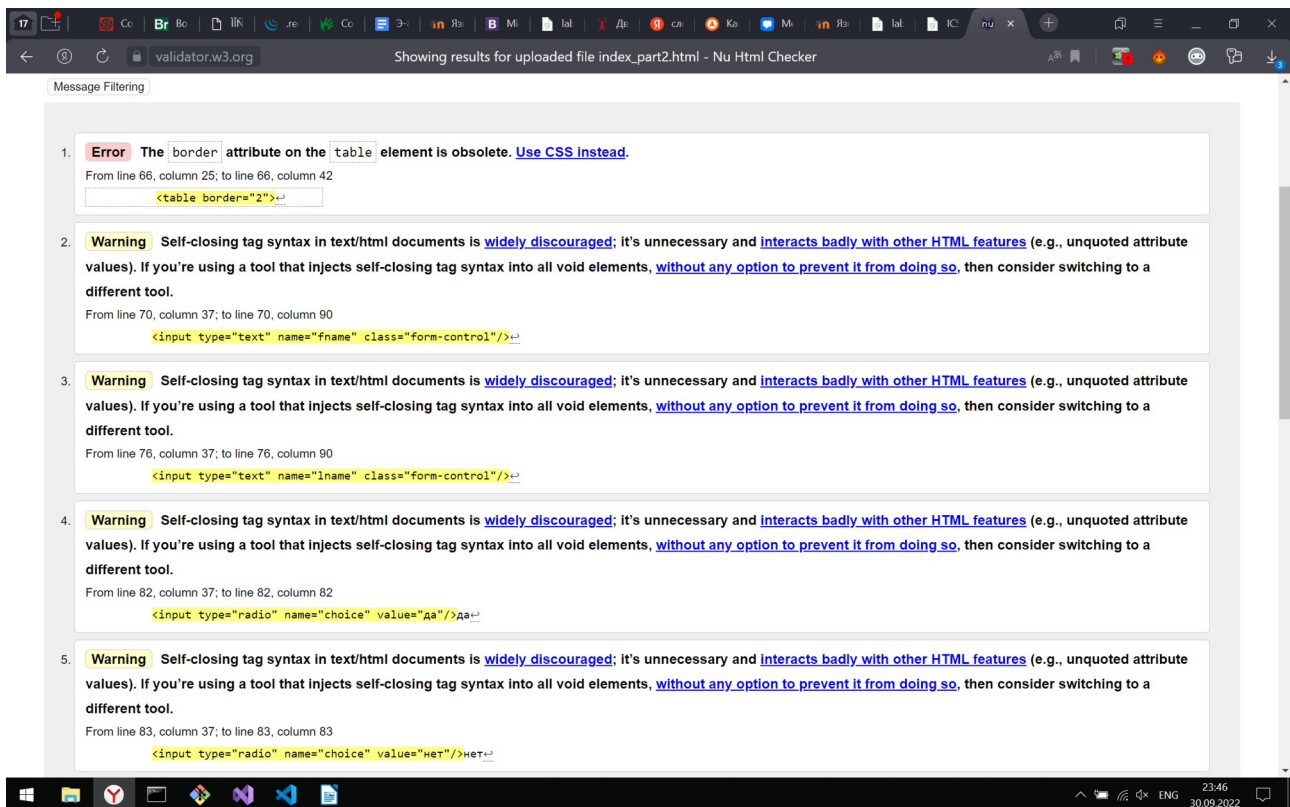 17 Co Br Bo .re Co Э-і Яз B Mi lab Де Я Ка Ме Яз lab IC nu
validator.w3.org Showing results for uploaded file index_part2.html - Nu Html Checker 3
Message Filtering
1. Error The border attribute on the table element is obsolete. Use CSS instead.
From line 66, column 25; to line 66, column 42
<table border="2">↩
2. Warning Self-closing tag syntax in text/html documents is widely discouraged; it's unnecessary and interacts badly with other HTML features (e.g., unquoted attribute
values). If you're using a tool that injects self-closing tag syntax into all void elements, without any option to prevent it from doing so, then consider switching to a
different tool.
From line 70, column 37; to line 70, column 90
<input type="text" name="fname" class="form-control"/>↩
3. Warning Self-closing tag syntax in text/html documents is widely discouraged; it's unnecessary and interacts badly with other HTML features (e.g., unquoted attribute
values). If you're using a tool that injects self-closing tag syntax into all void elements, without any option to prevent it from doing so, then consider switching to a
different tool.
From line 76, column 37; to line 76, column 90
<input type="text" name="lname" class="form-control"/>↩
4. Warning Self-closing tag syntax in text/html documents is widely discouraged; it's unnecessary and interacts badly with other HTML features (e.g., unquoted attribute
values). If you're using a tool that injects self-closing tag syntax into all void elements, without any option to prevent it from doing so, then consider switching to a
different tool.
From line 82, column 37; to line 82, column 82
<input type="radio" name="choice" value="да"/>да↩
5. Warning Self-closing tag syntax in text/html documents is widely discouraged; it's unnecessary and interacts badly with other HTML features (e.g., unquoted attribute
values). If you're using a tool that injects self-closing tag syntax into all void elements, without any option to prevent it from doing so, then consider switching to a
different tool.
From line 83, column 37; to line 83, column 83
<input type="radio" name="choice" value="нет"/>нет↩
ENG 23:46
30.09.2022